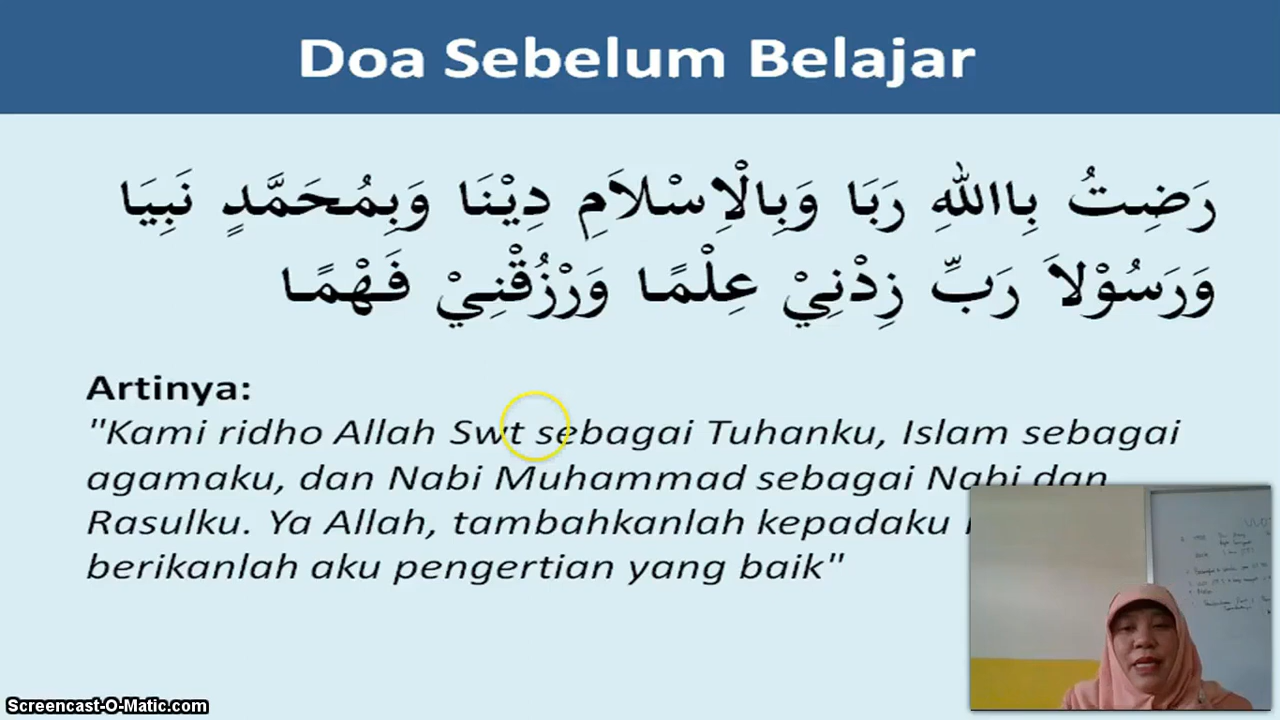 Doa Sebelum Belajar
رَضِتُ بِااللهِ رَبَا وَبِالْاِسْلاَمِ دِيْنَا وَبِمُحَمَّدٍ نَبِيَا
وَرَسُوْلاَ رَبِّ زِدْنِيْ عِلْمًا وَرْزُقْنِيْ فَهْمًا
Artinya:
"Kami ridho Allah Swt sebagai Tuhanku, Islam sebagai
agamaku, dan Nabi Muhammad sebagai Nabi dan
Rasulku. Ya Allah, tambahkanlah kepadaku
berikanlah aku pengertian yang baik"
Screencast-O-Matic.com